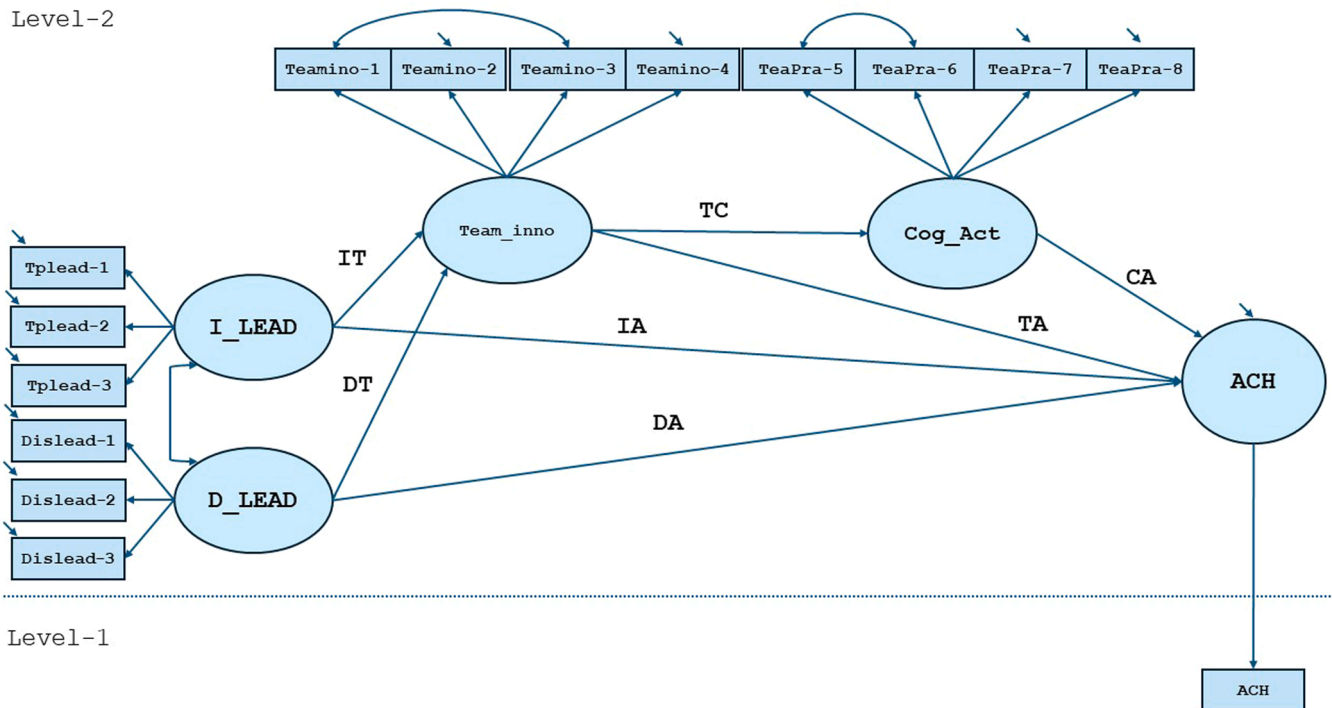 Level-2
Teamino-1 Teamino-2 Teamino-3 Teamino-4 TeaPra-5 TeaPra-6 TeaPra-7 TeaPra-8
Team_inno
TC
Cog_Act
IT
Tplead-1
Tplead-2
Tplead-3
I_LEAD
IA
TA
CA
ACH
DT
DA
Dislead-1
Dislead-2
Dislead-3
D_LEAD
Level-1
ACH